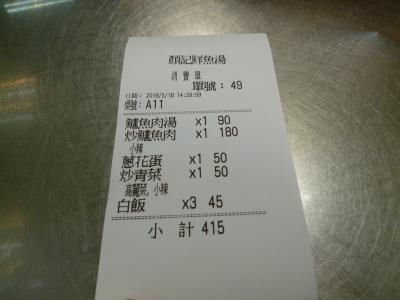 顏記鮮魚湯
消費單
單號：49
日期：2019/5/18 14:29:59
桌號：A11
鱸魚肉湯 x1 90
炒鱸魚肉 x1 180
小辣
蔥花蛋 x1 50
炒青菜 x1 50
高麗菜，小辣
白飯 x3 45
小計 415